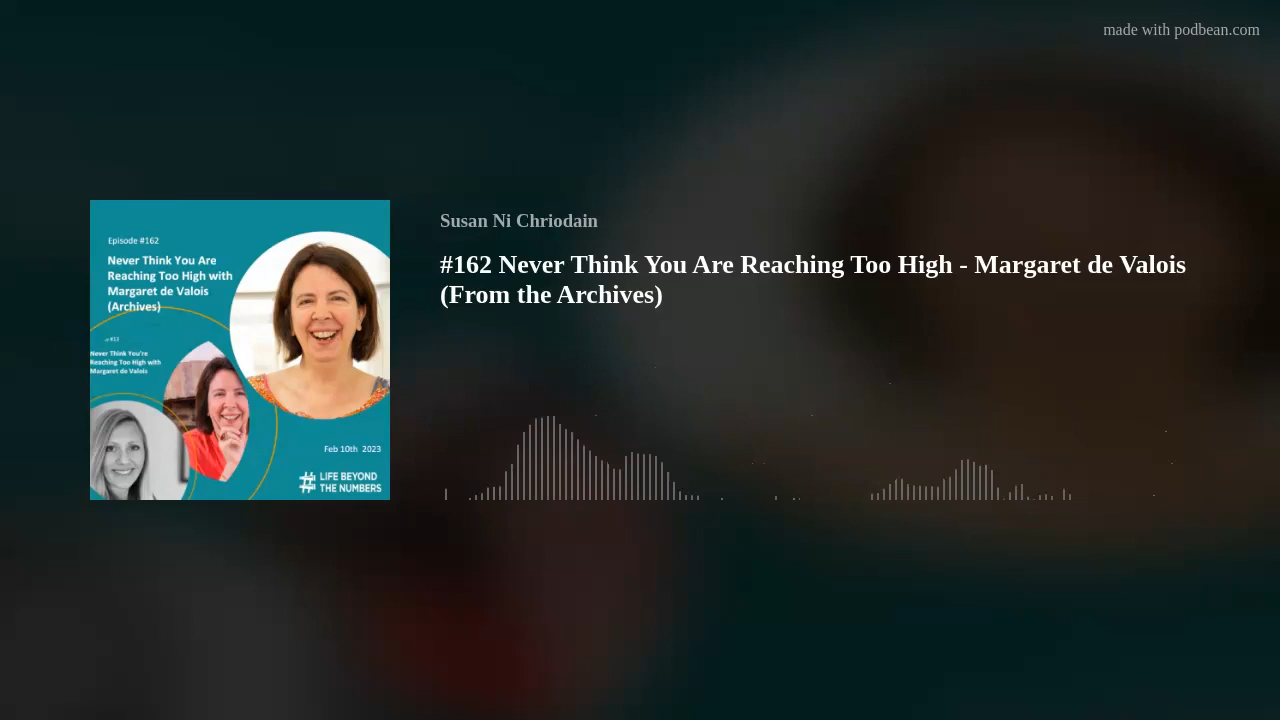 made with podbean.com
Susan Ni Chriodain
#162 Never Think You Are Reaching Too High - Margaret de Valois
(From the Archives)
Episode #162
Never Think You Are
Reaching Too High with
Margaret de Valois
(Archives)
Never Think You're
Reaching Too High with
Margaret de Valois
Feb 10th 2023
# LIFE BEYOND
THE NUMBERS